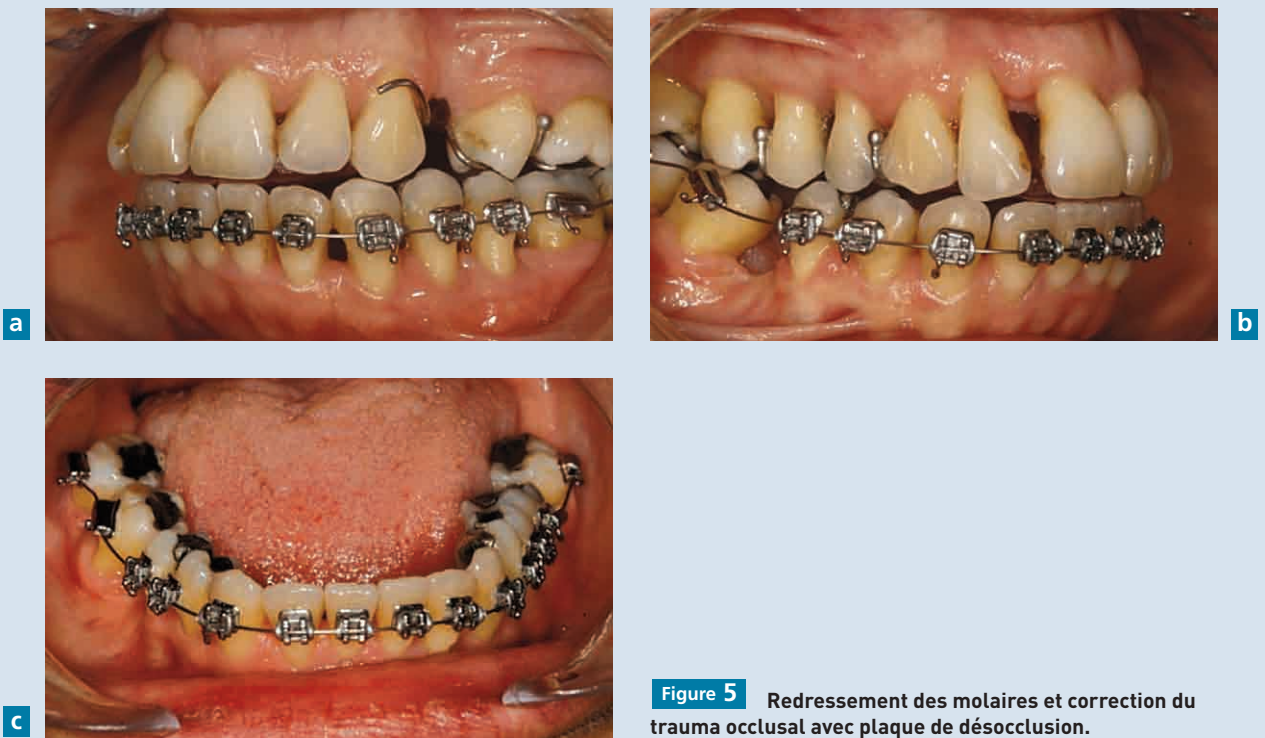 a
b
c
Figure 5 Redressement des molaires et correction du
trauma occlusal avec plaque de désocclusion.